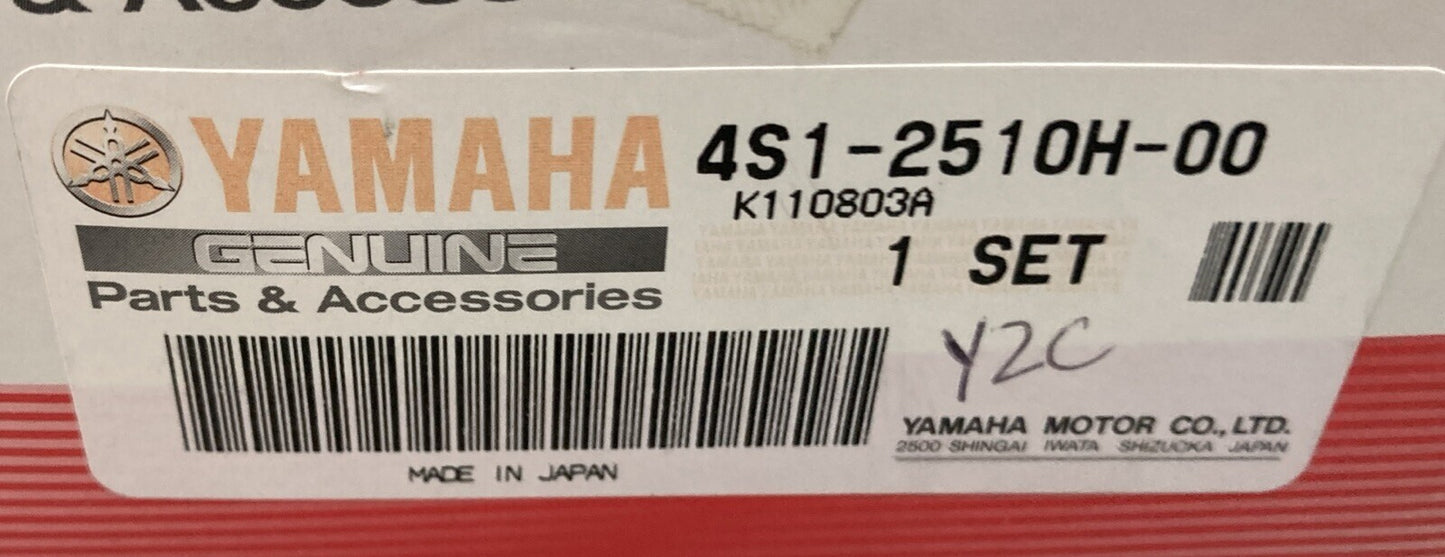 YAMAHA
GENUINE
Parts & Accessories
4S1-2510H-00
K110803A
1 SET
Y2C
YAMAHA MOTOR CO., LTD.
2500 SHINGAI IWATA SHIZUOKA JAPAN
MADE IN JAPAN